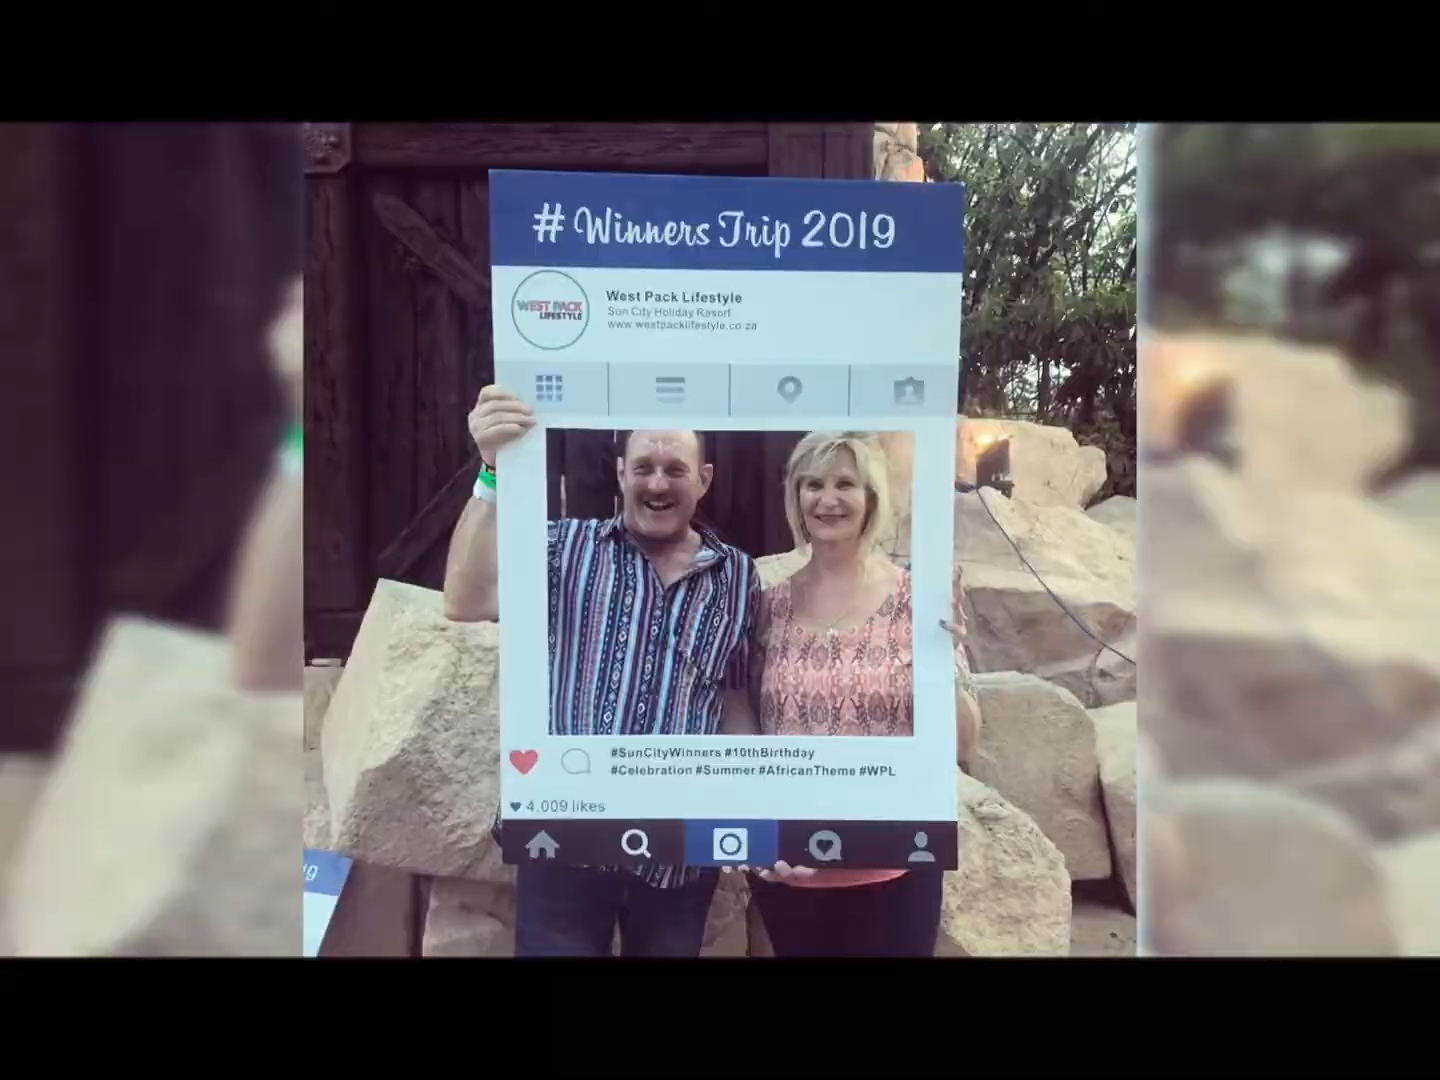 # Winners Trip 2019
WEST PACK
LIFESTYLE
West Pack Lifestyle
Sun City Holiday Resort
www.westpacklifestyle.co.za
#SunCityWinners #10thBirthday
#Celebration #Summer #AfricanTheme #WPL
4.009 likes
19